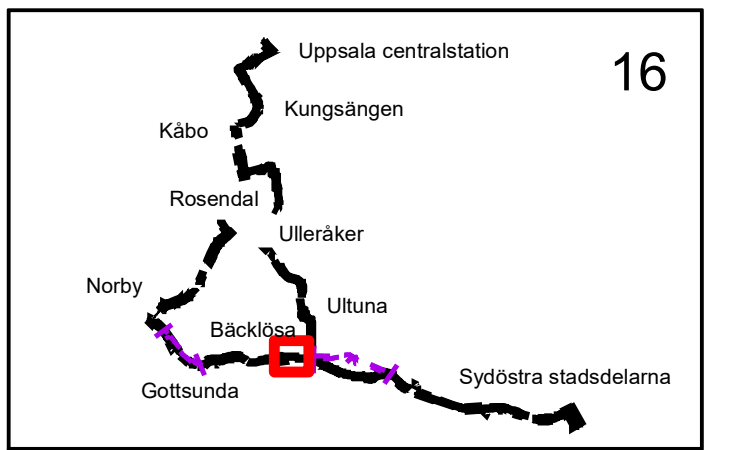 Uppsala centralstation
16
Kungsängen
Kåbo
Rosendal
Ulleråker
Norby
Ultuna
Bäcklösa
Sydöstra stadsdelarna
Gottsunda